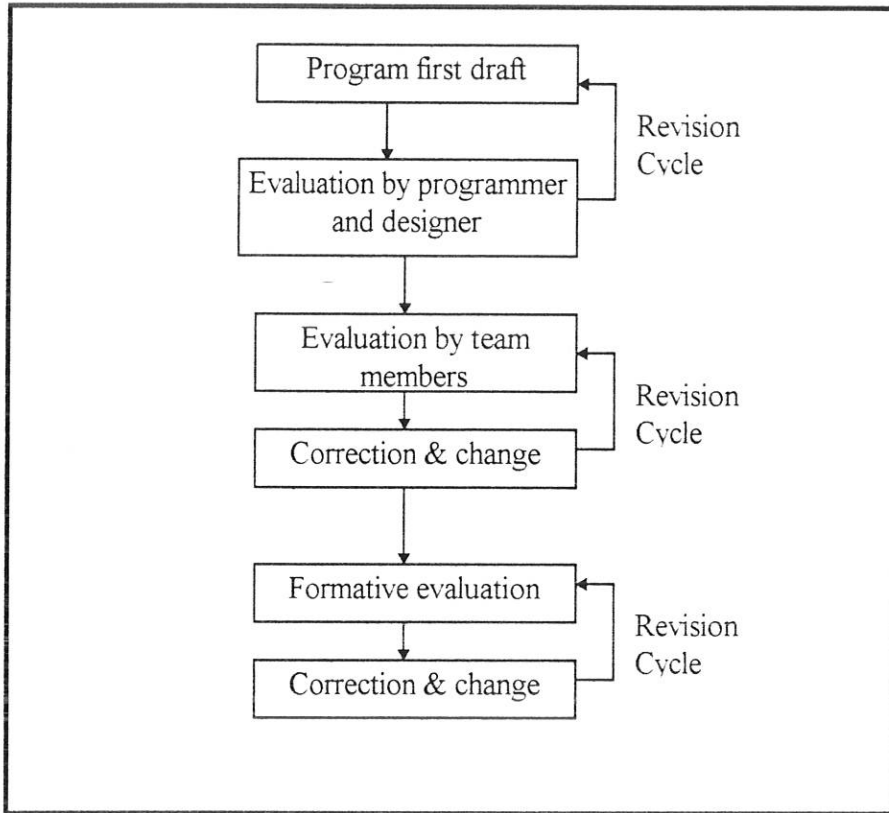 Program first draft
Revision
Cycle
Evaluation by programmer
and designer
Evaluation by team
members
Revision
Cycle
Correction & change
Formative evaluation
Revision
Cycle
Correction & change